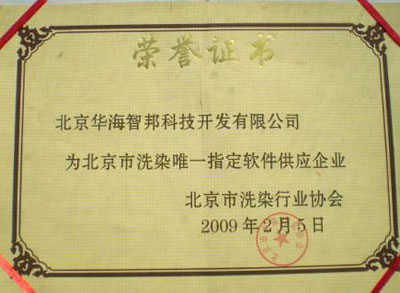 荣誉证书
北京华海智邦科技开发有限公司
为北京市洗染唯一指定软件供应企业
北京市洗染行业协会
2009年2月5日